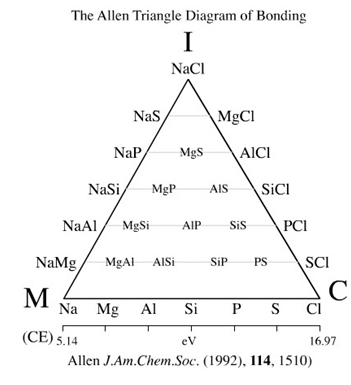 The Allen Triangle Diagram of Bonding
I
NaCl
NaS MgCl
NaP MgS AlCl
NaSi MgP AlS SiCl
NaAl MgSi AlP SiS PCl
NaMg MgAl AlSi SiP PS SCl
M C
Na Mg Al Si P S Cl
(CE) 5.14 eV 16.97
Allen J.Am.Chem.Soc. (1992), 114, 1510)